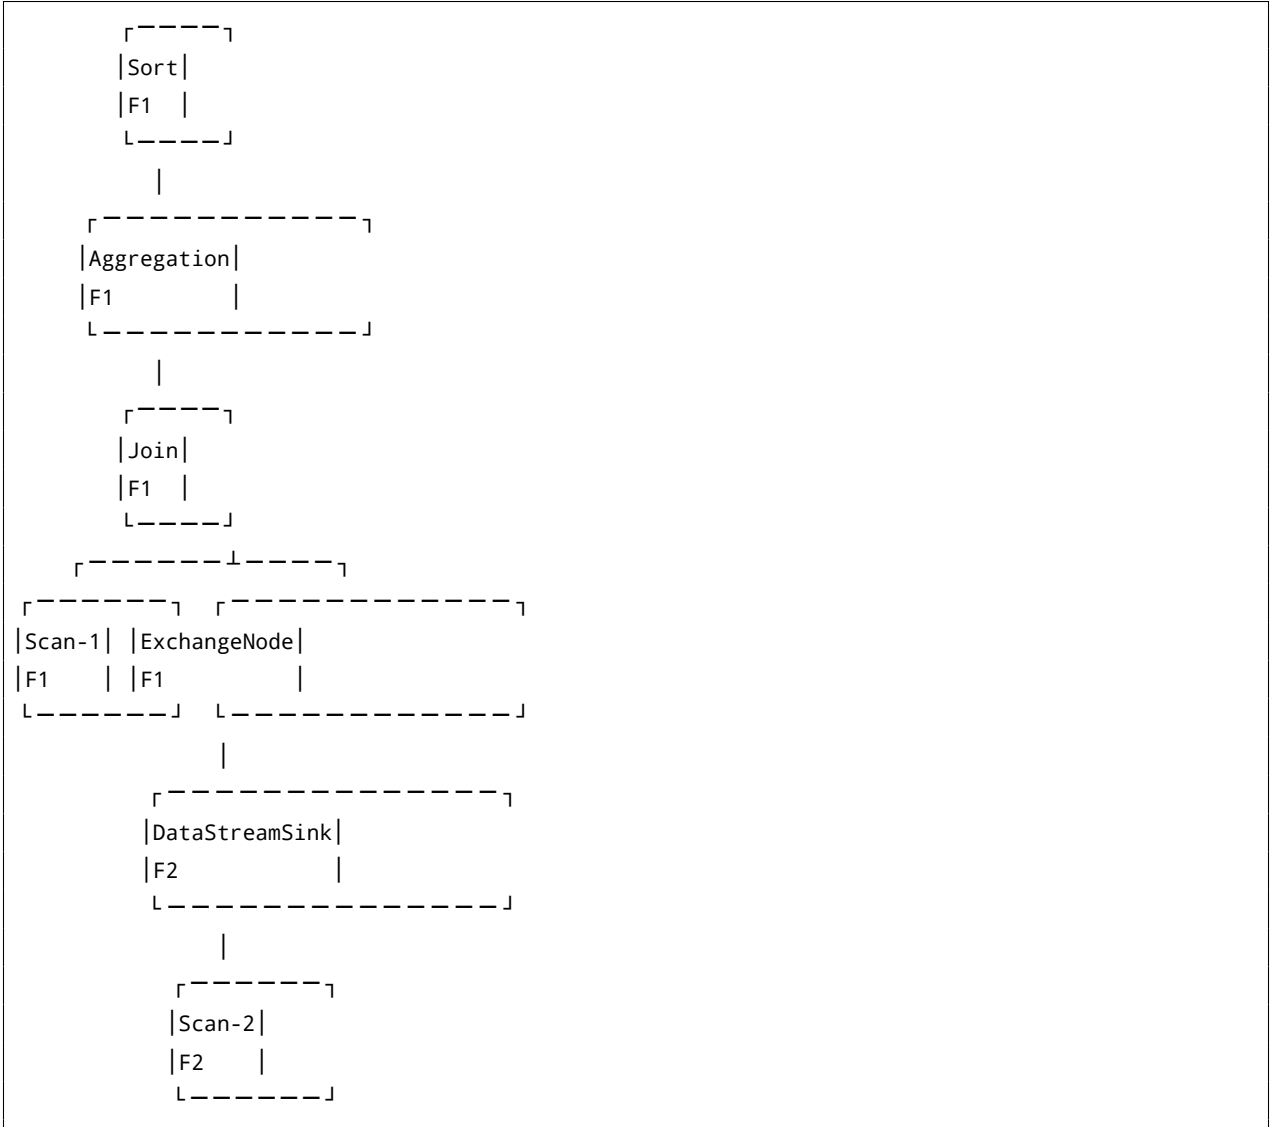 Sort
F1
Aggregation
F1
Join
F1
Scan-1 ExchangeNode
F1 F1
DataStreamSink
F2
Scan-2
F2